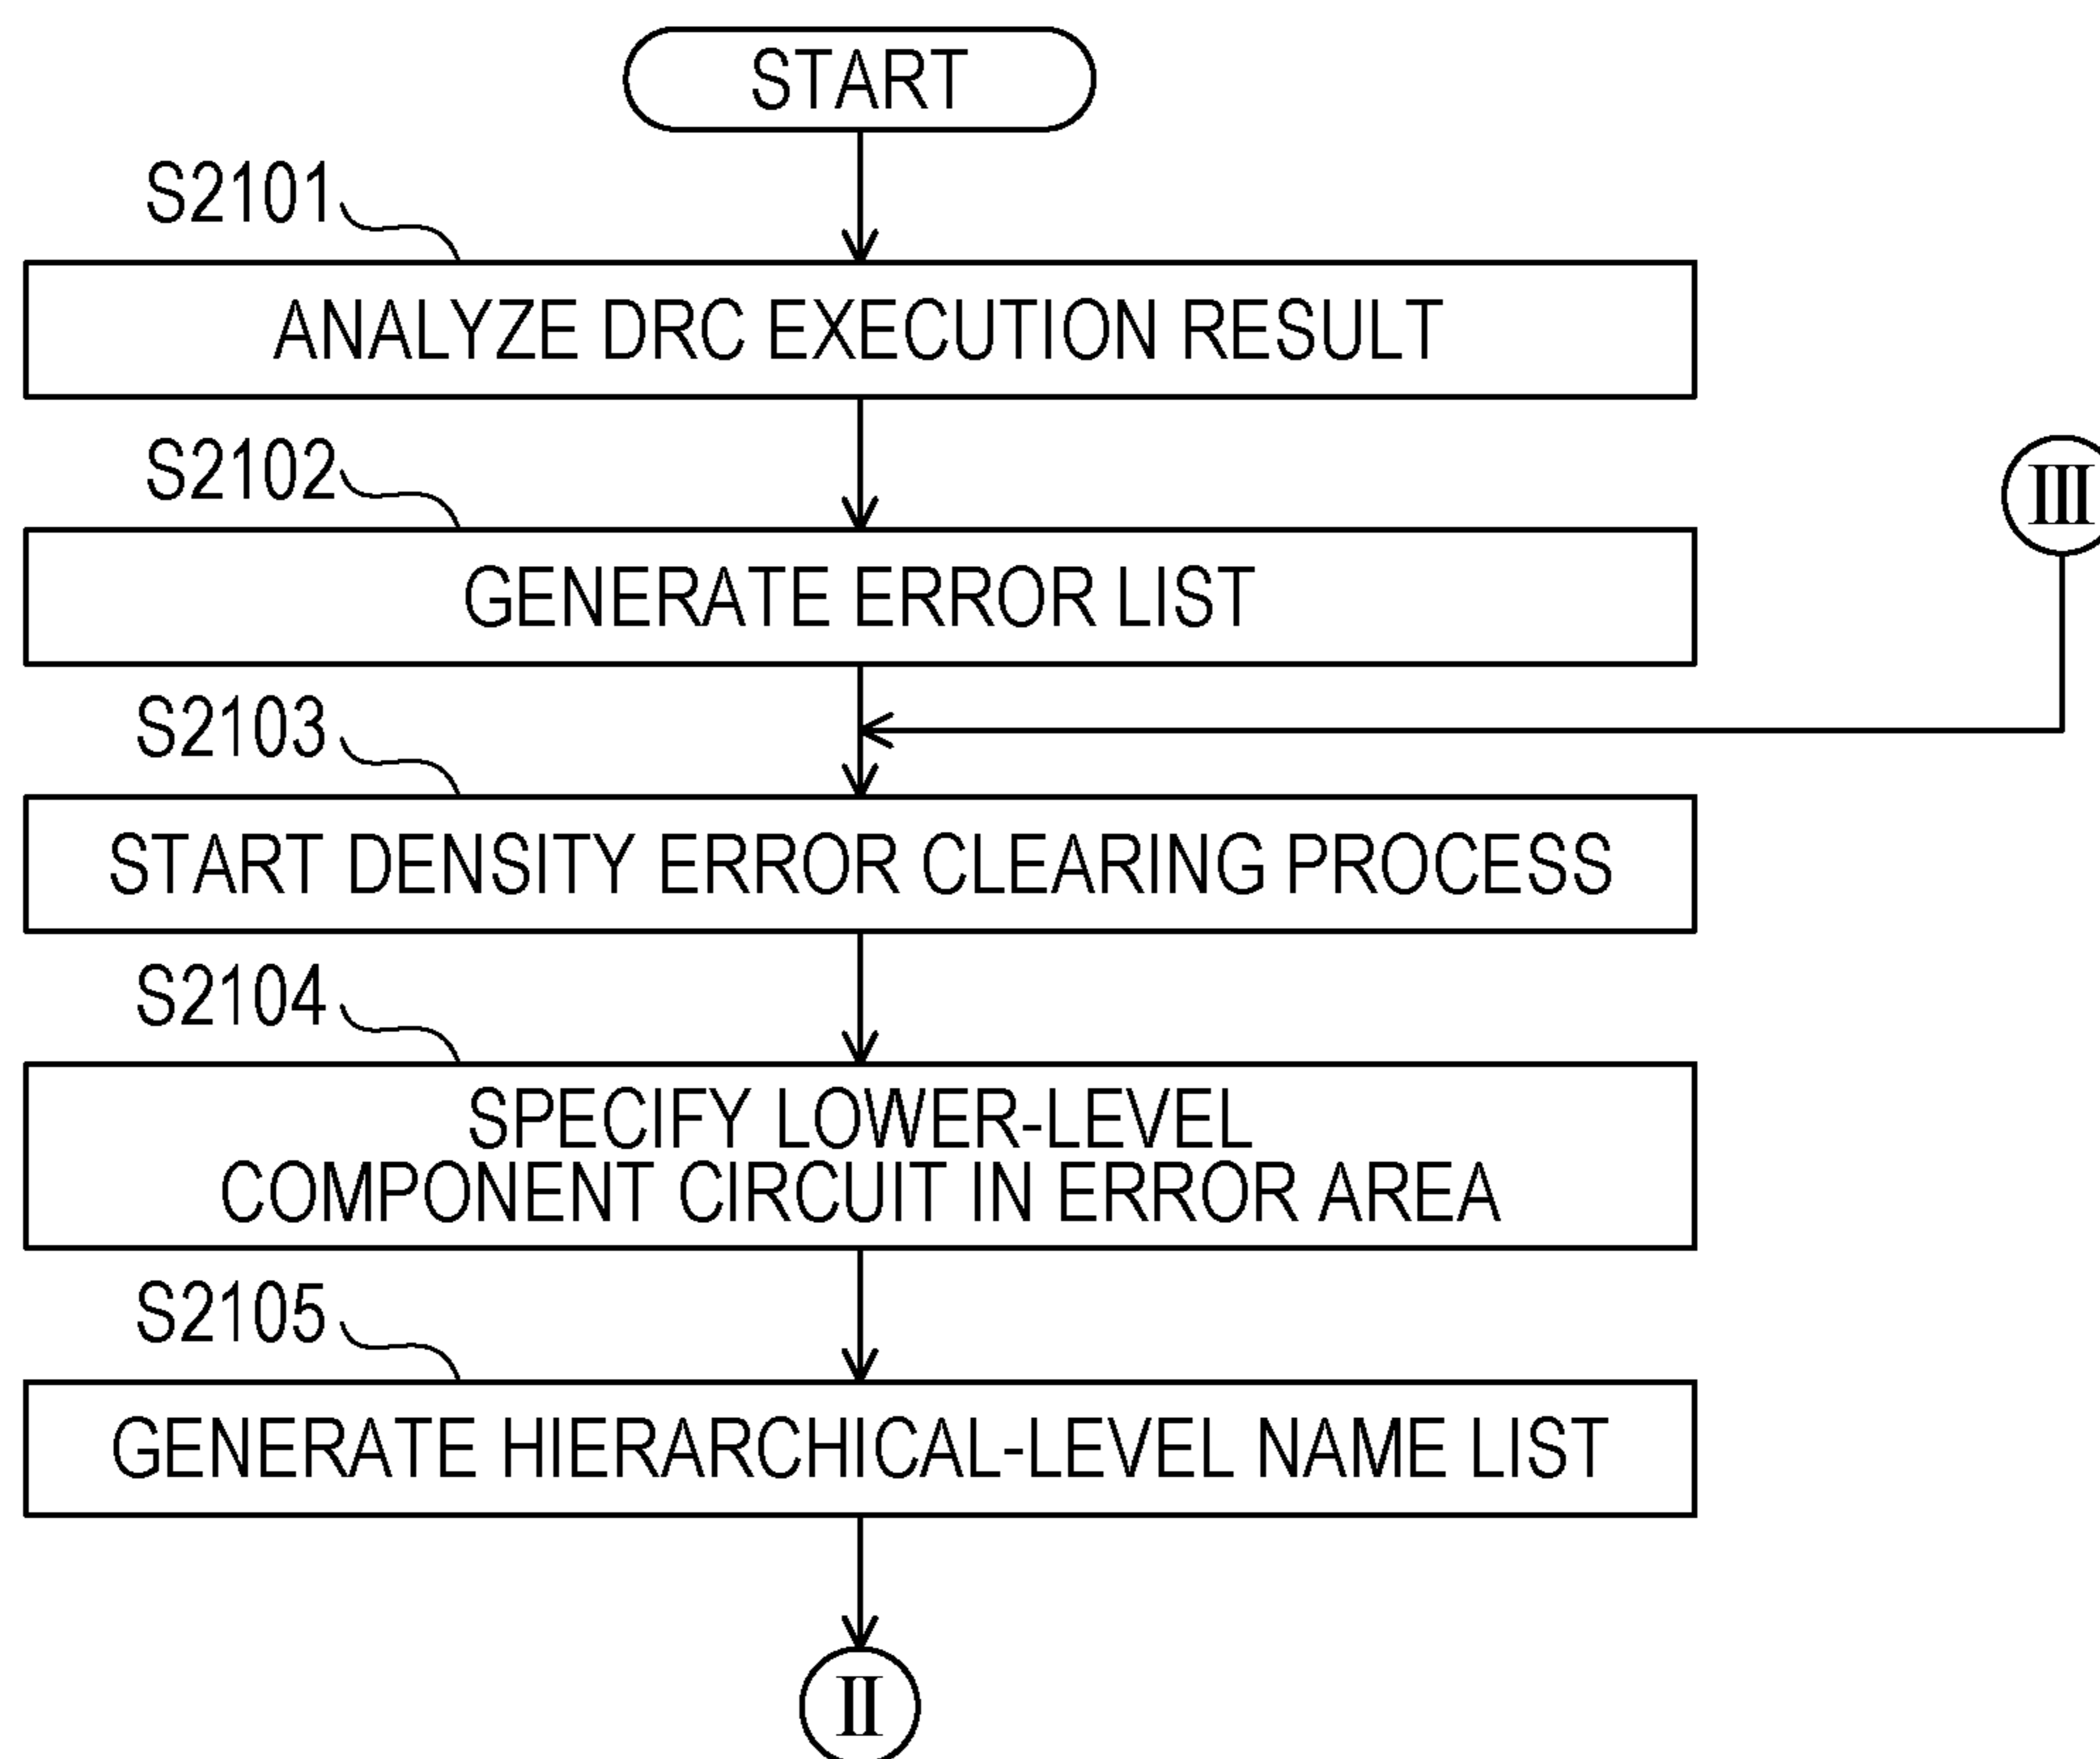 START
S2101
ANALYZE DRC EXECUTION RESULT
S2102
III
GENERATE ERROR LIST
S2103
START DENSITY ERROR CLEARING PROCESS
S2104
SPECIFY LOWER-LEVEL
COMPONENT CIRCUIT IN ERROR AREA
S2105
GENERATE HIERARCHICAL-LEVEL NAME LIST
II